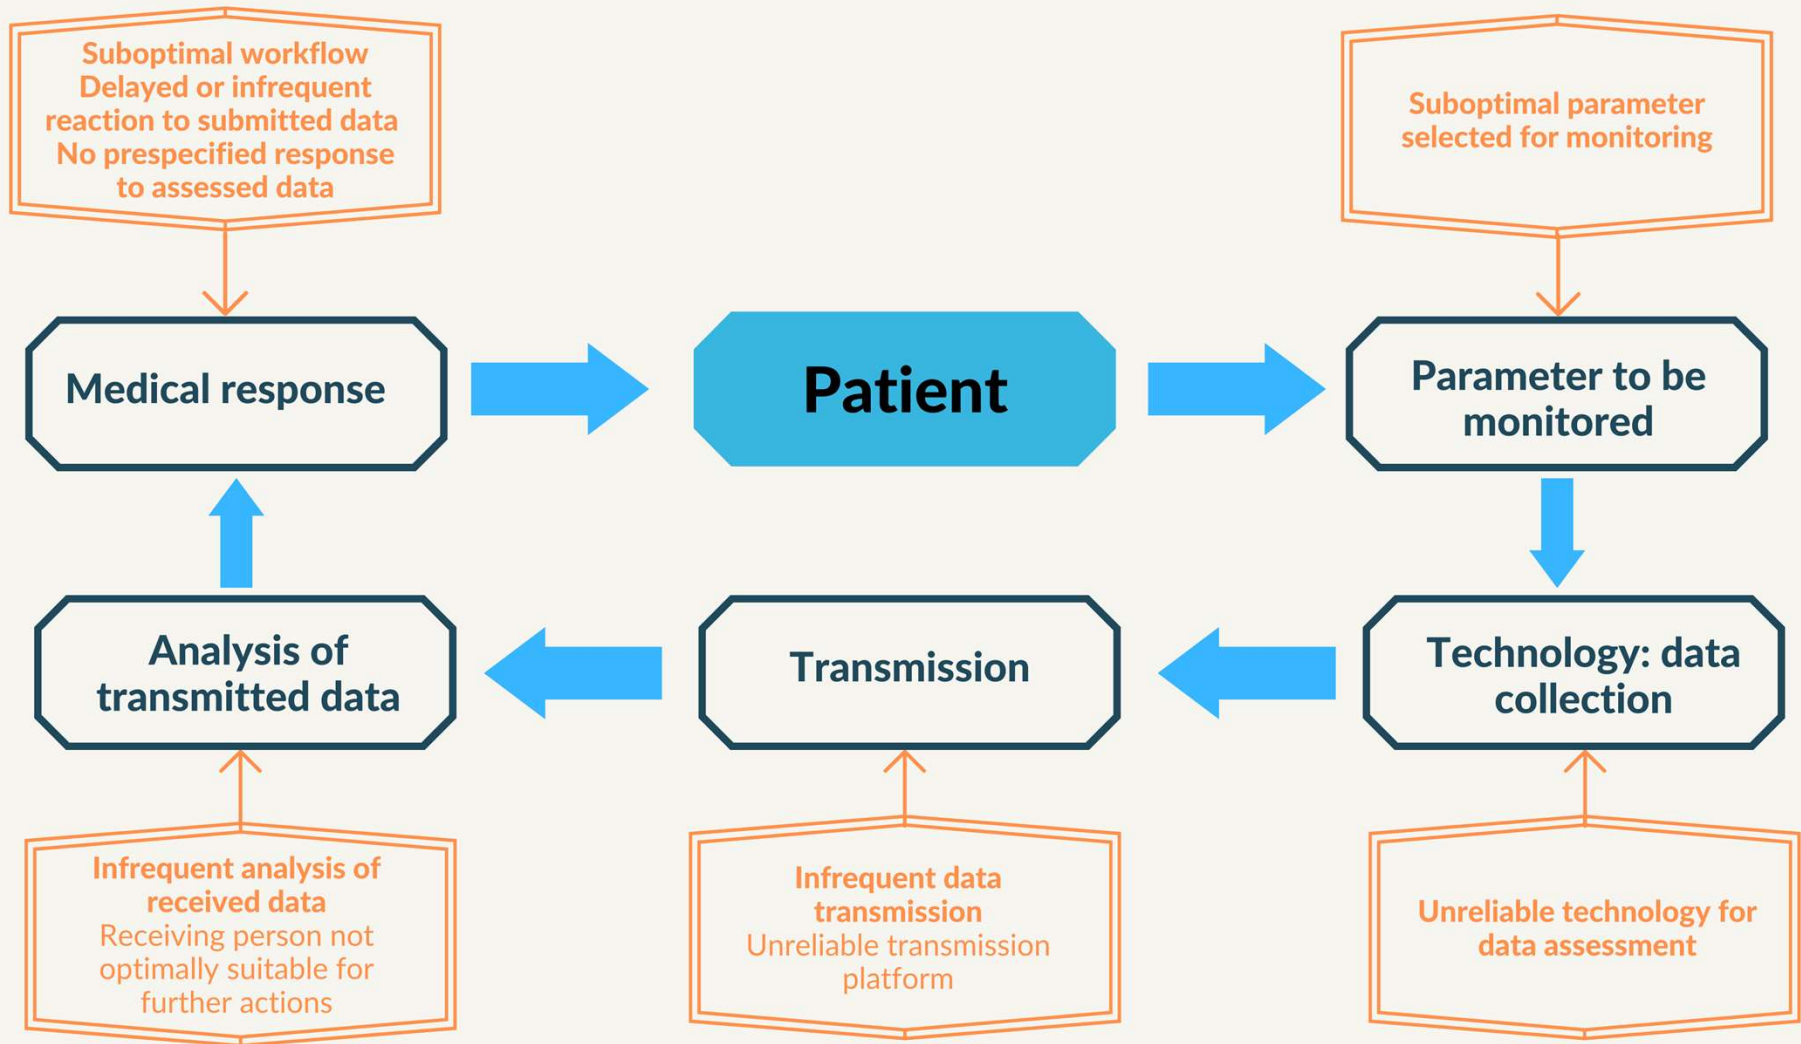 Suboptimal workflow
Delayed or infrequent
reaction to submitted data
No prespecified response
to assessed data
Suboptimal parameter
selected for monitoring
Medical response
Patient
Parameter to be
monitored
Analysis of
transmitted data
Transmission
Technology: data
collection
Infrequent analysis of
received data
Receiving person not
optimally suitable for
further actions
Infrequent data
transmission
Unreliable transmission
platform
Unreliable technology for
data assessment